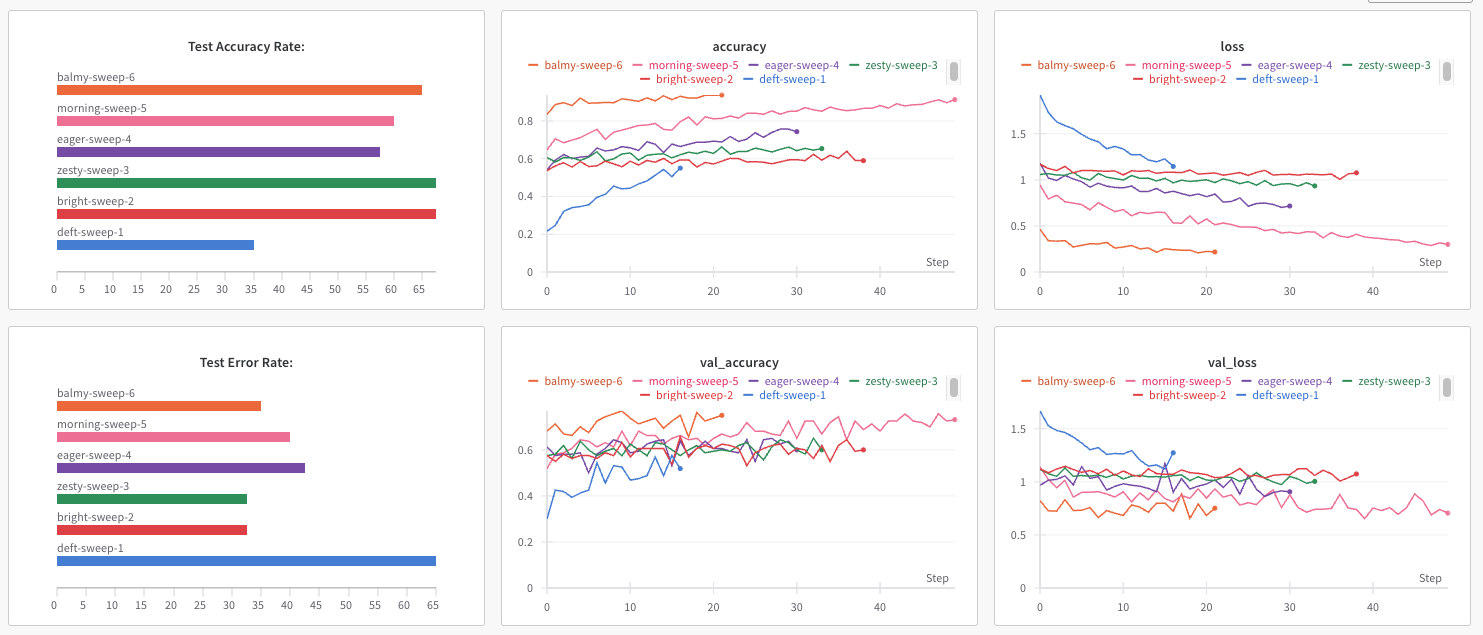 Test Accuracy Rate:
balmy-sweep-6
morning-sweep-5
eager-sweep-4
zesty-sweep-3
bright-sweep-2
deft-sweep-1
0 5 10 15 20 25 30 35 40 45 50 55 60 65
accuracy
balmy-sweep-6 morning-sweep-5 eager-sweep-4 zesty-sweep-3
bright-sweep-2 deft-sweep-1
0.8
0.6
0.4
0.2
0
Step
0 10 20 30 40
loss
balmy-sweep-6 morning-sweep-5 eager-sweep-4 zesty-sweep-3
bright-sweep-2 deft-sweep-1
1.5
1
0.5
0
Step
0 10 20 30 40
Test Error Rate:
balmy-sweep-6
morning-sweep-5
eager-sweep-4
zesty-sweep-3
bright-sweep-2
deft-sweep-1
0 5 10 15 20 25 30 35 40 45 50 55 60 65
val_accuracy
balmy-sweep-6 morning-sweep-5 eager-sweep-4 zesty-sweep-3
bright-sweep-2 deft-sweep-1
0.6
0.4
0.2
0
Step
0 10 20 30 40
val_loss
balmy-sweep-6 morning-sweep-5 eager-sweep-4 zesty-sweep-3
bright-sweep-2 deft-sweep-1
1.5
1
0.5
0
Step
0 10 20 30 40